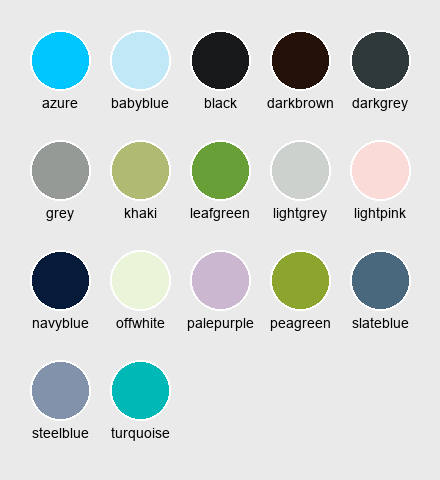 azure babyblue black darkbrown darkgrey
grey khaki leafgreen lightgrey lightpink
navyblue offwhite palepurple peagreen slateblue
steelblue turquoise